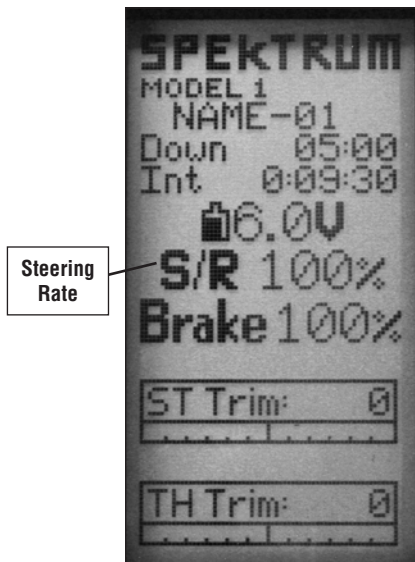 SPEKTRUM
MODEL 1
NAME-01
Down 05:00
Int 0:09:30
6.0V
Steering
Rate
S/R 100%
Brake 100%
ST Trim: 0
TH Trim: 0